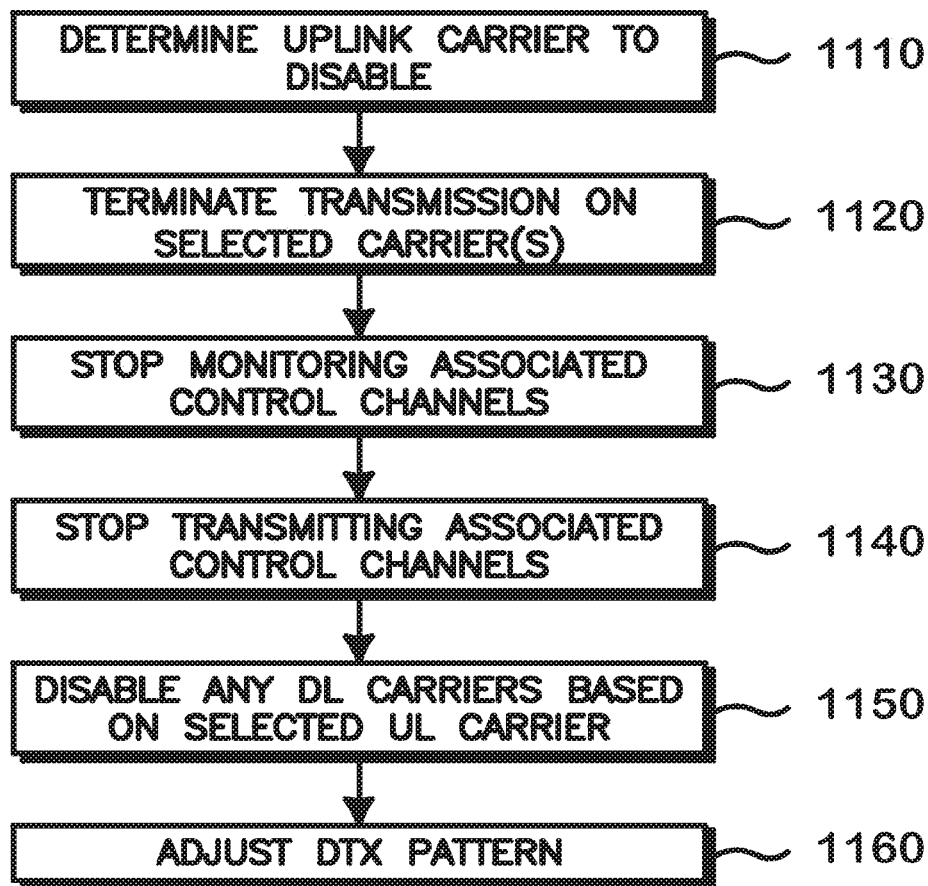 DETERMINE UPLINK CARRIER TO
DISABLE
1110
TERMINATE TRANSMISSION ON
SELECTED CARRIER(S)
1120
STOP MONITORING ASSOCIATED
CONTROL CHANNELS
1130
STOP TRANSMITTING ASSOCIATED
CONTROL CHANNELS
1140
DISABLE ANY DL CARRIERS BASED
ON SELECTED UL CARRIER
1150
ADJUST DTX PATTERN
1160